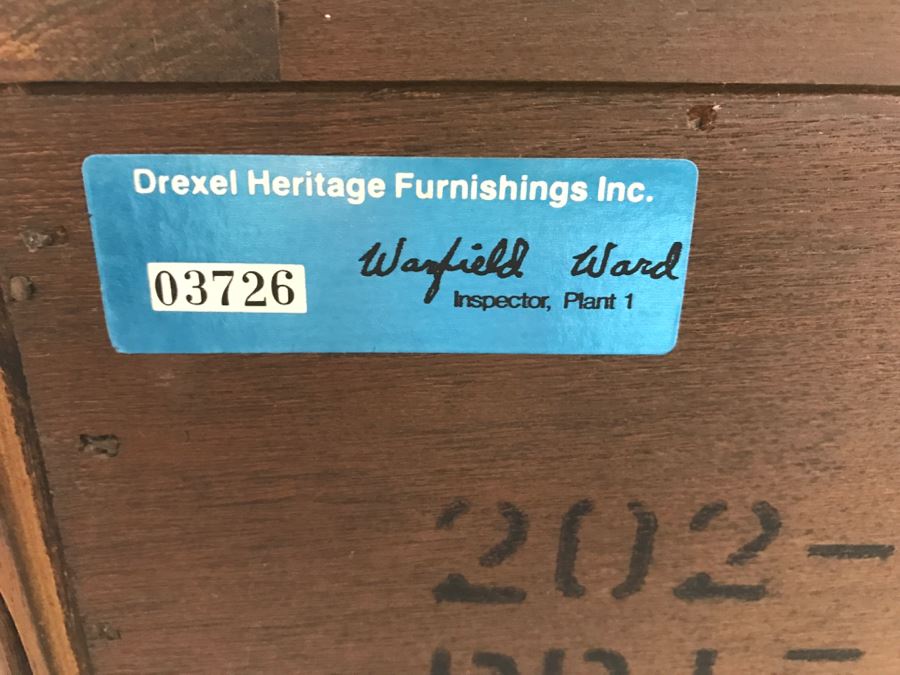 Drexel Heritage Furnishings Inc.
03726
Warfield Ward
Inspector, Plant 1
202-